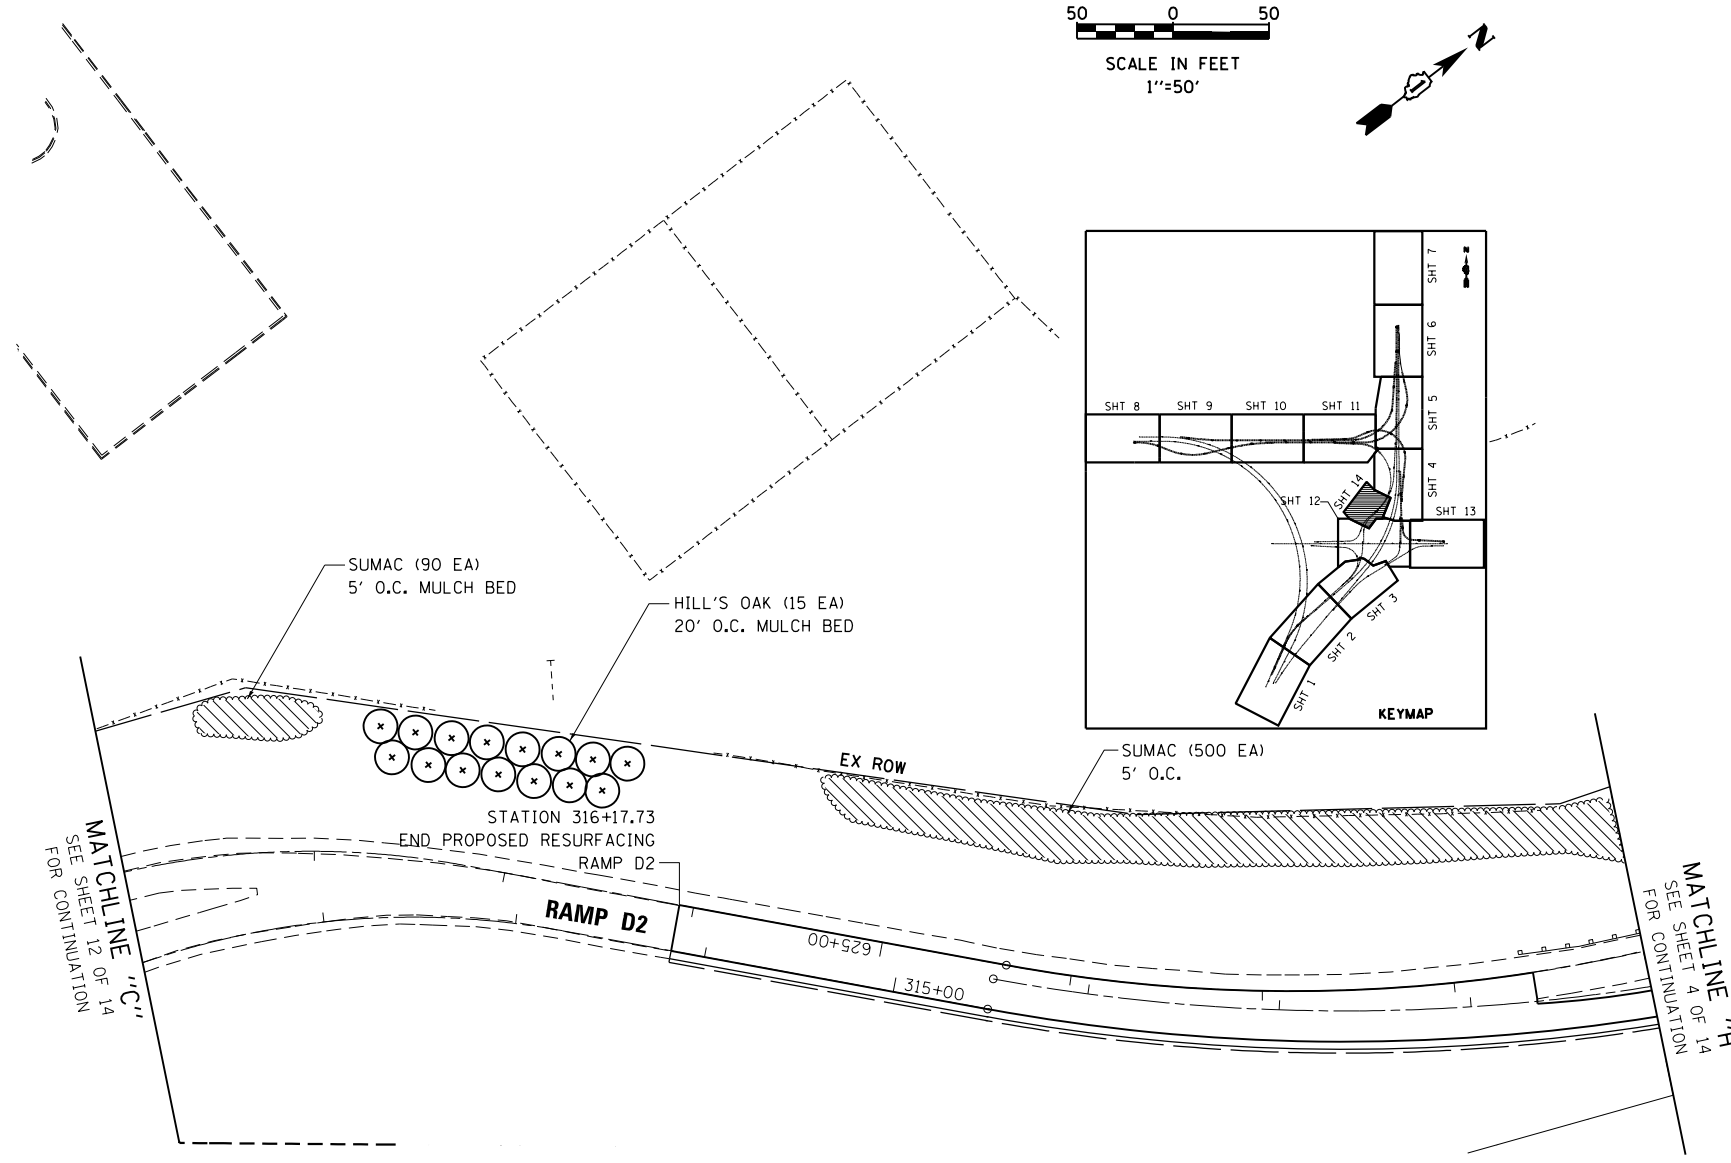 50 0 50
SCALE IN FEET
1''=50'
N
SHT 7
N
SHT 6
SHT 5
SHT 8 SHT 9 SHT 10 SHT 11
SHT 4
SHT 14
SHT 12
SHT 13
SHT 3
SHT 2
SHT 1
KEYMAP
SUMAC (90 EA)
5' O.C. MULCH BED
HILL'S OAK (15 EA)
20' O.C. MULCH BED
SUMAC (500 EA)
5' O.C.
EX ROW
STATION 316+17.73
END PROPOSED RESURFACING
RAMP D2
RAMP D2
625+00
315+00
MATCHLINE "C"
SEE SHEET 12 OF 14
FOR CONTINUATION
MATCHLINE "H
SEE SHEET 4 OF 14
FOR CONTINUATION